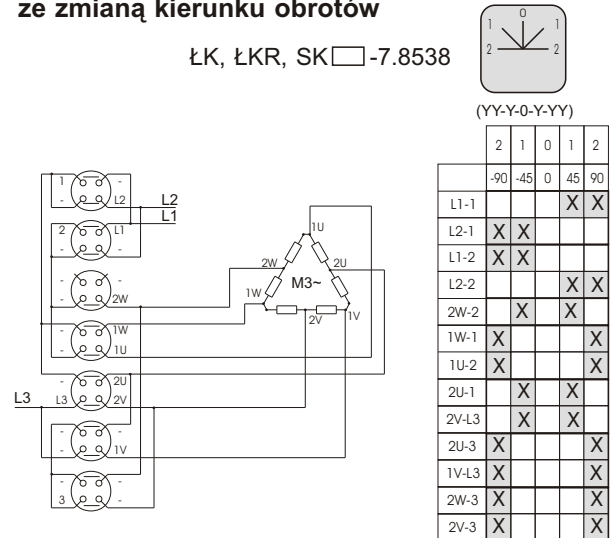 ze zmianą kierunku obrotów
ŁK, ŁKR, SK□ -7.8538
0
1 1
2 2
(YY-Y-0-Y-YY)
2 1 0 1 2
-90 -45 0 45 90
L1-1 X X
L2-1 X X
L1-2 X X
L2-2 X X
2W-2 X X
1W-1 X X
1U-2 X X
2U-1 X X
2V-L3 X X
2U-3 X X
1V-L3 X X
2W-3 X X
2V-3 X X
1 -
- L2
L2
L1
2 L1
- -
- -
- 2W
- 1W
- 1U
- 2U
L3 L3 2V
- -
- 1V
- -
3 -
1U
2W 2U
M3~
1W
2V 1V